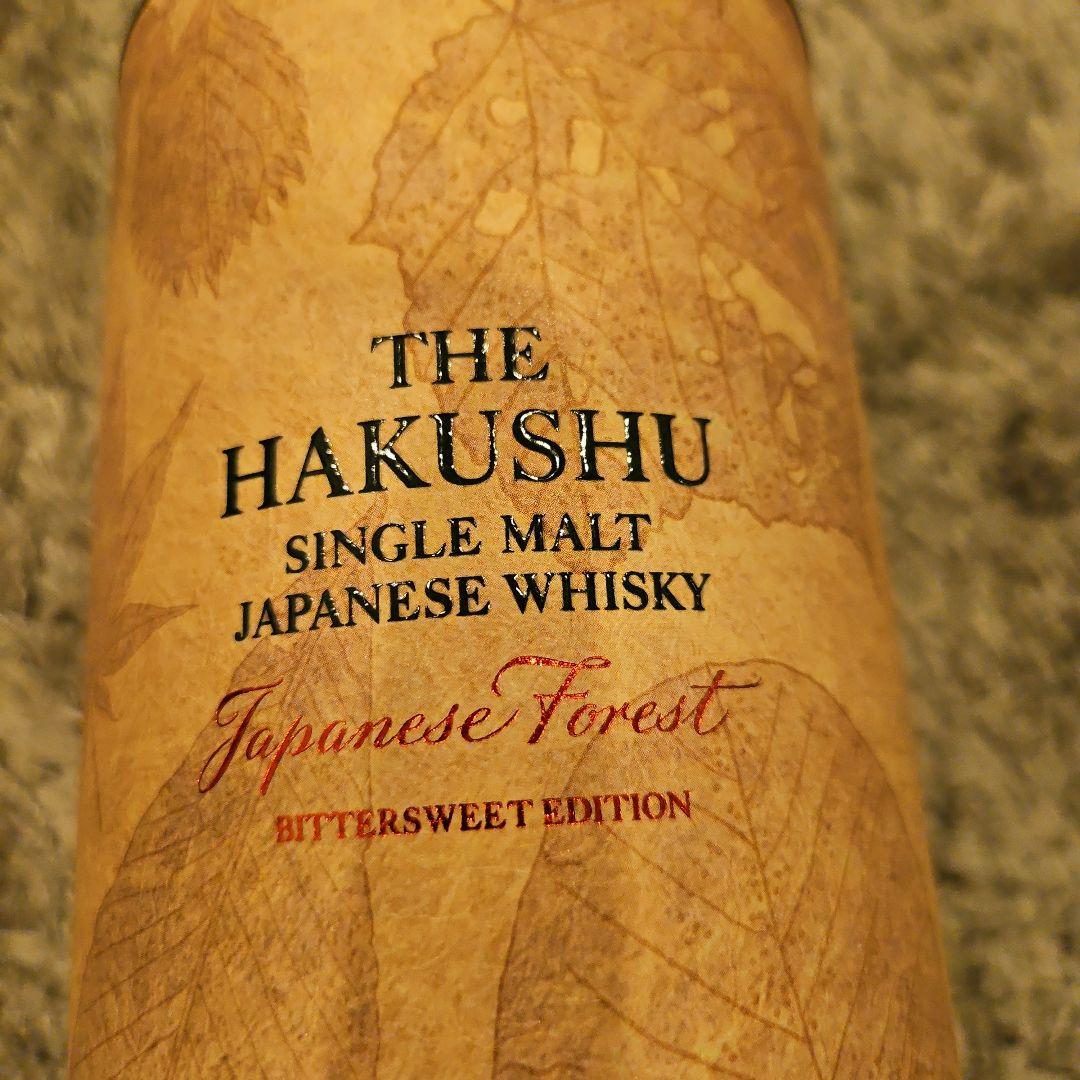 THE
HAKUSHU
SINGLE MALT
JAPANESE WHISKY
Japanese Forest
BITTERSWEET EDITION